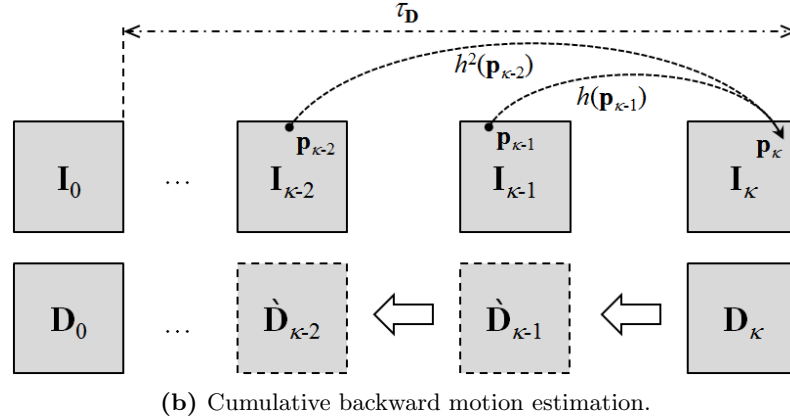 τ_D
h²(p_κ-2)
h(p_κ-1)
p_κ-2 p_κ-1 p_κ
I_0 … I_κ-2 I_κ-1 I_κ
D_0 … D̀_κ-2 D̀_κ-1 D_κ
(b) Cumulative backward motion estimation.